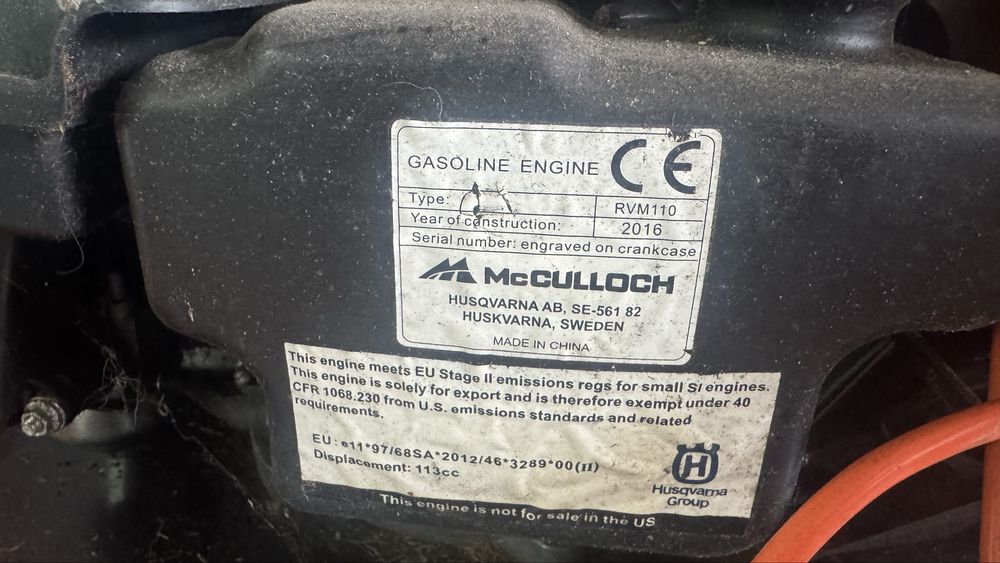 GASOLINE ENGINE CE
Type: RVM110
Year of construction: 2016
Serial number: engraved on crankcase
McCULLOCH
HUSQVARNA AB, SE-561 82
HUSKVARNA, SWEDEN
MADE IN CHINA
This engine meets EU Stage II emissions regs for small SI engines.
This engine is solely for export and is therefore exempt under 40
CFR 1068.230 from U.S. emissions standards and related
requirements.
EU: e11*97/68SA*2012/46*3289*00(II)
Displacement: 113cc
H
Husqvarna
Group
This engine is not for sale in the US